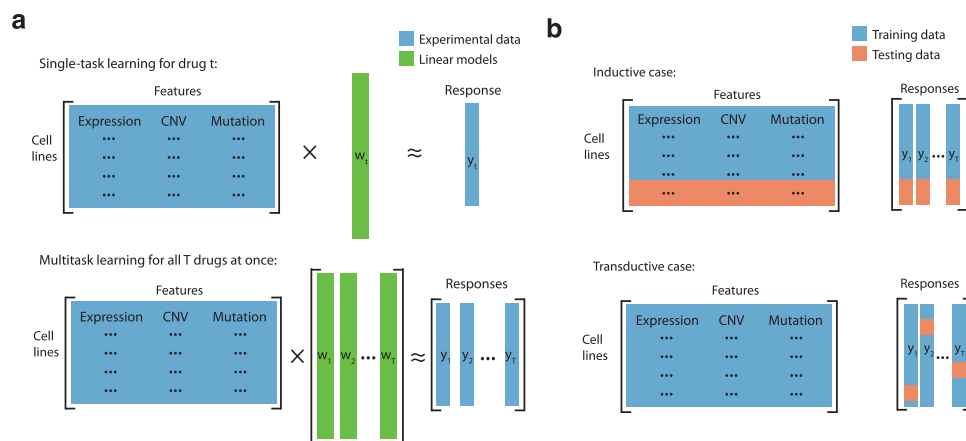 a
Experimental data
Linear models
Single-task learning for drug t:
Features
Response
Expression CNV Mutation
Cell lines
... ... ...
... ... ...
... ... ...
... ... ...
× wt ≈ yt
Multitask learning for all T drugs at once:
Features
Responses
Expression CNV Mutation
Cell lines
... ... ...
... ... ...
... ... ...
... ... ...
× w1 w2 ... wT ≈ y1 y2 ... yT
b
Training data
Testing data
Inductive case:
Features
Responses
Expression CNV Mutation
Cell lines
... ... ...
... ... ...
... ... ...
... ... ...
y1 y2 ... yT
Transductive case:
Features
Responses
Expression CNV Mutation
Cell lines
... ... ...
... ... ...
... ... ...
... ... ...
y1 y2 ... yT